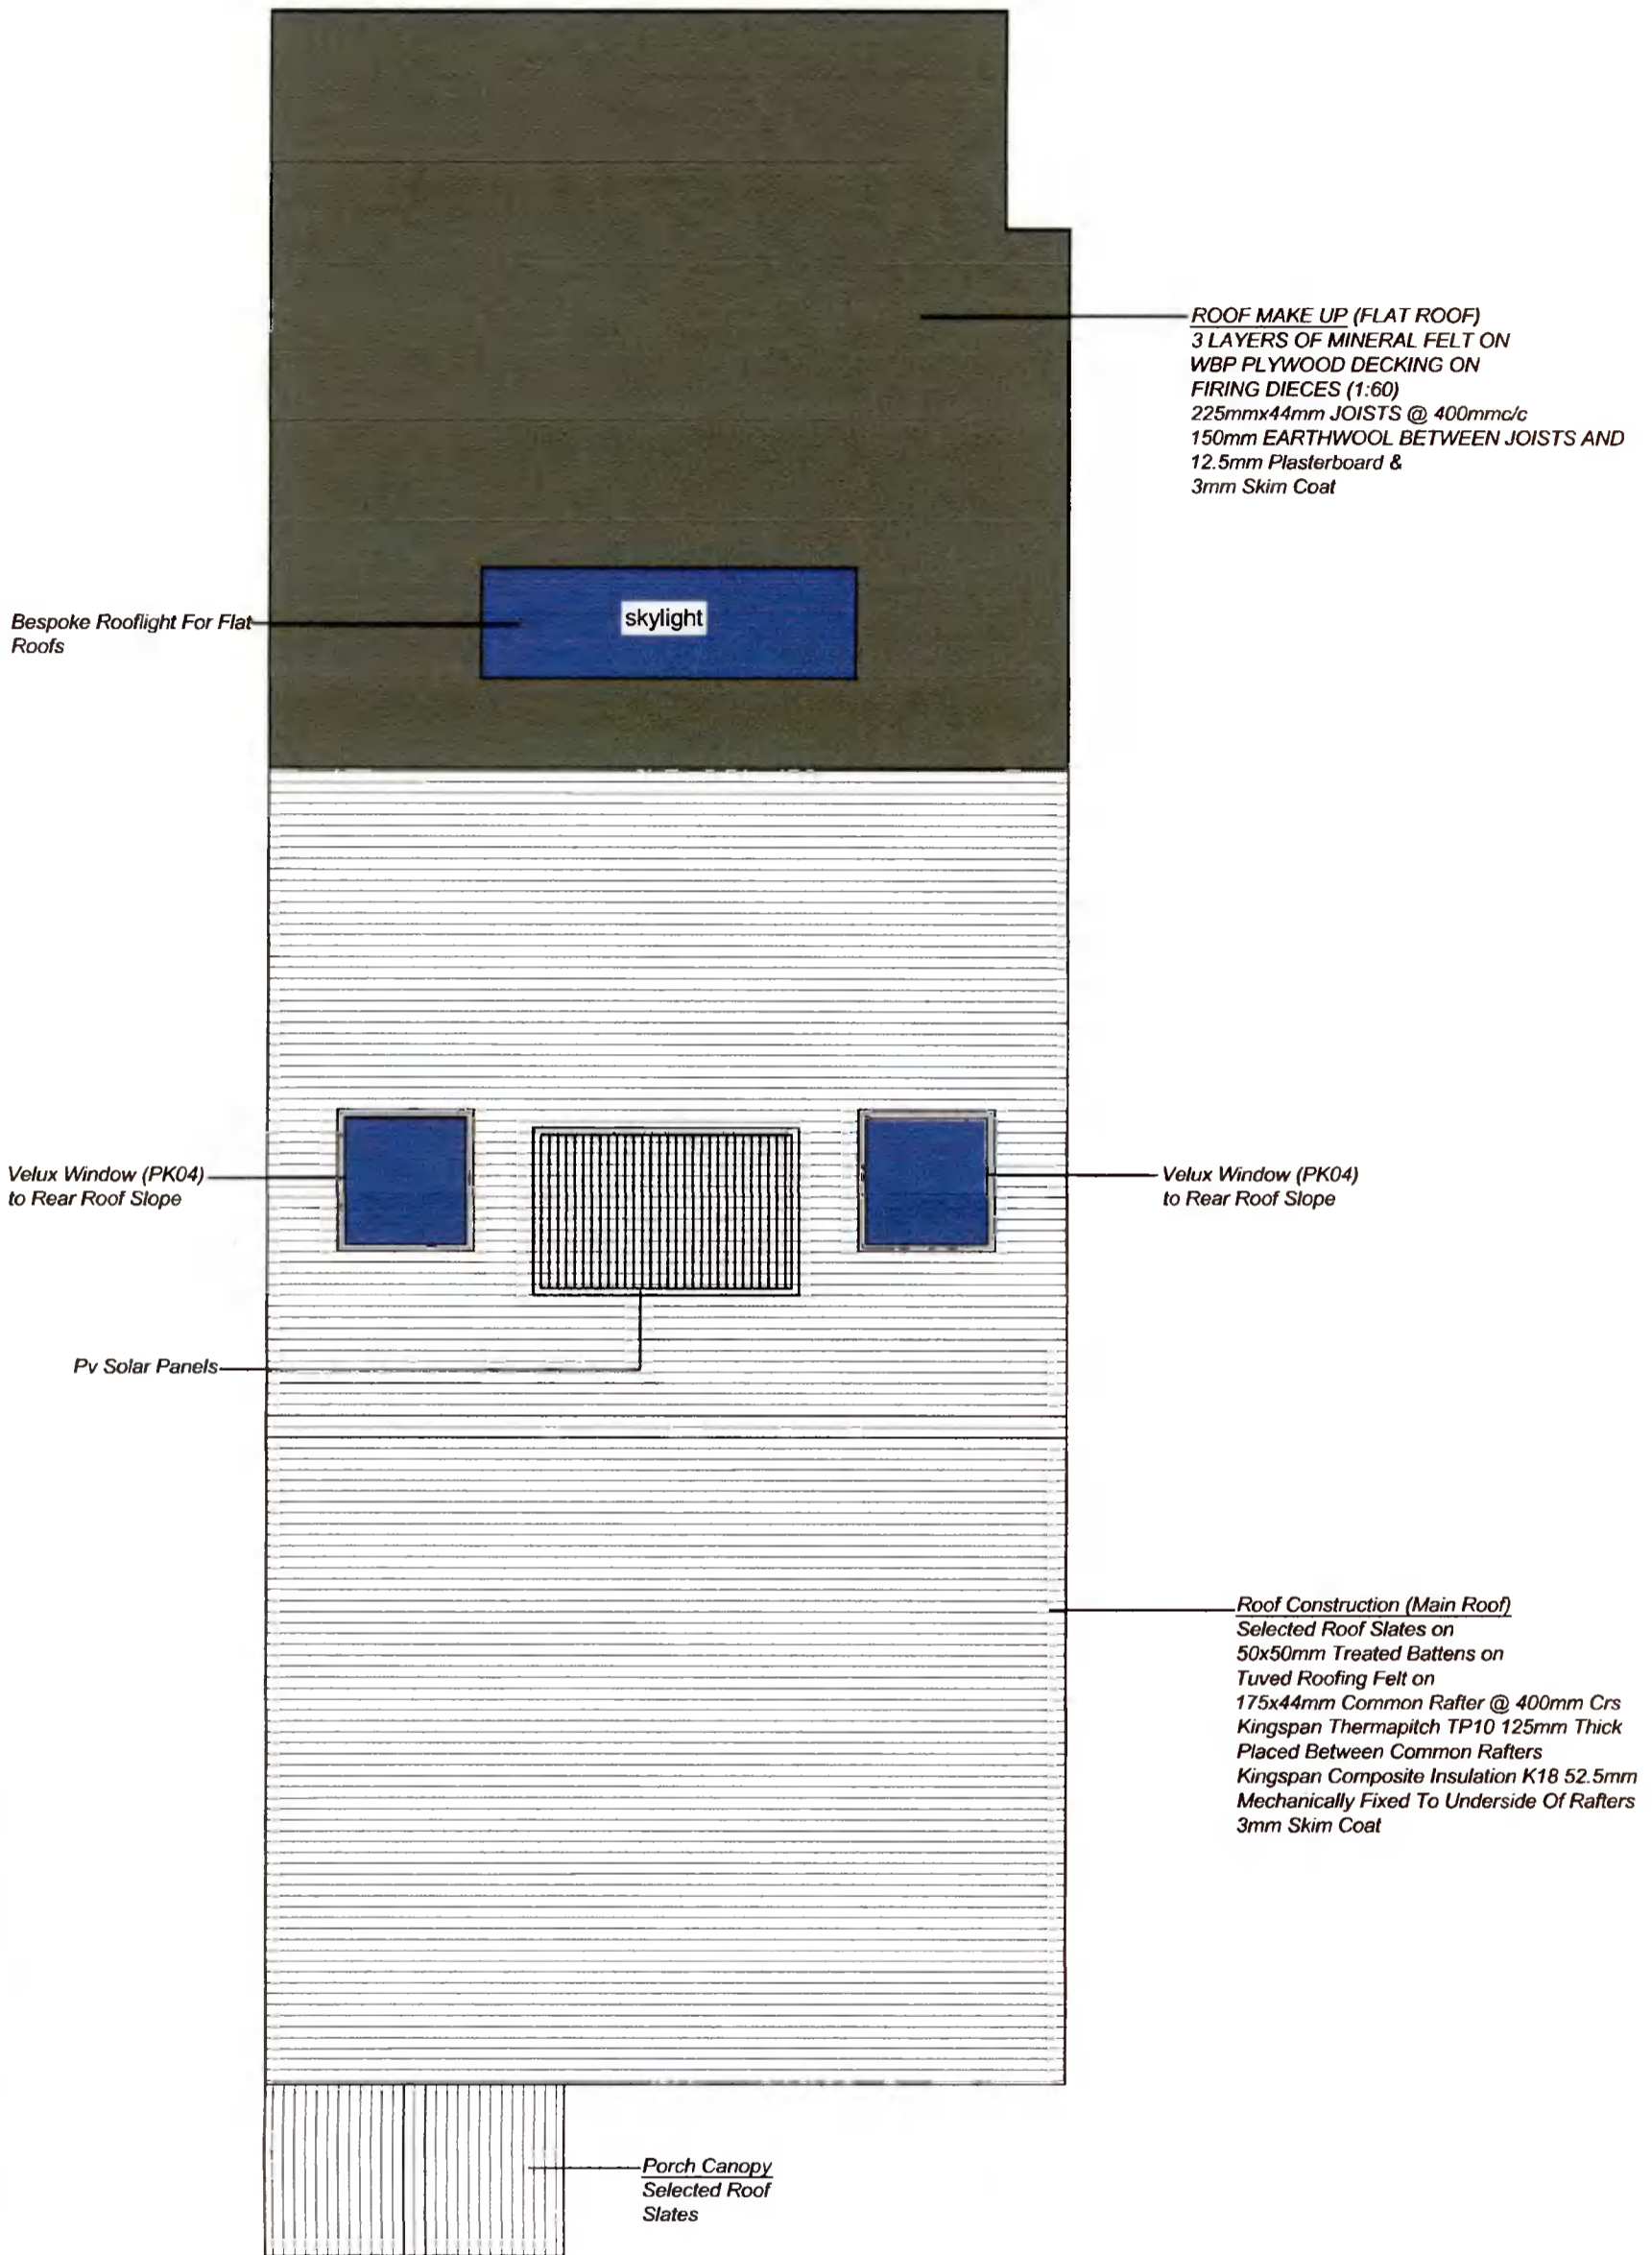 ROOF MAKE UP (FLAT ROOF)
3 LAYERS OF MINERAL FELT ON
WBP PLYWOOD DECKING ON
FIRING DIECES (1:60)
225mmx44mm JOISTS @ 400mmc/c
150mm EARTHWOOL BETWEEN JOISTS AND
12.5mm Plasterboard &
3mm Skim Coat
Bespoke Rooflight For Flat
Roofs
skylight
Velux Window (PK04)
to Rear Roof Slope
Velux Window (PK04)
to Rear Roof Slope
Pv Solar Panels
Roof Construction (Main Roof)
Selected Roof Slates on
50x50mm Treated Battens on
Tuved Roofing Felt on
175x44mm Common Rafter @ 400mm Crs
Kingspan Thermapitch TP10 125mm Thick
Placed Between Common Rafters
Kingspan Composite Insulation K18 52.5mm
Mechanically Fixed To Underside Of Rafters
3mm Skim Coat
Porch Canopy
Selected Roof
Slates